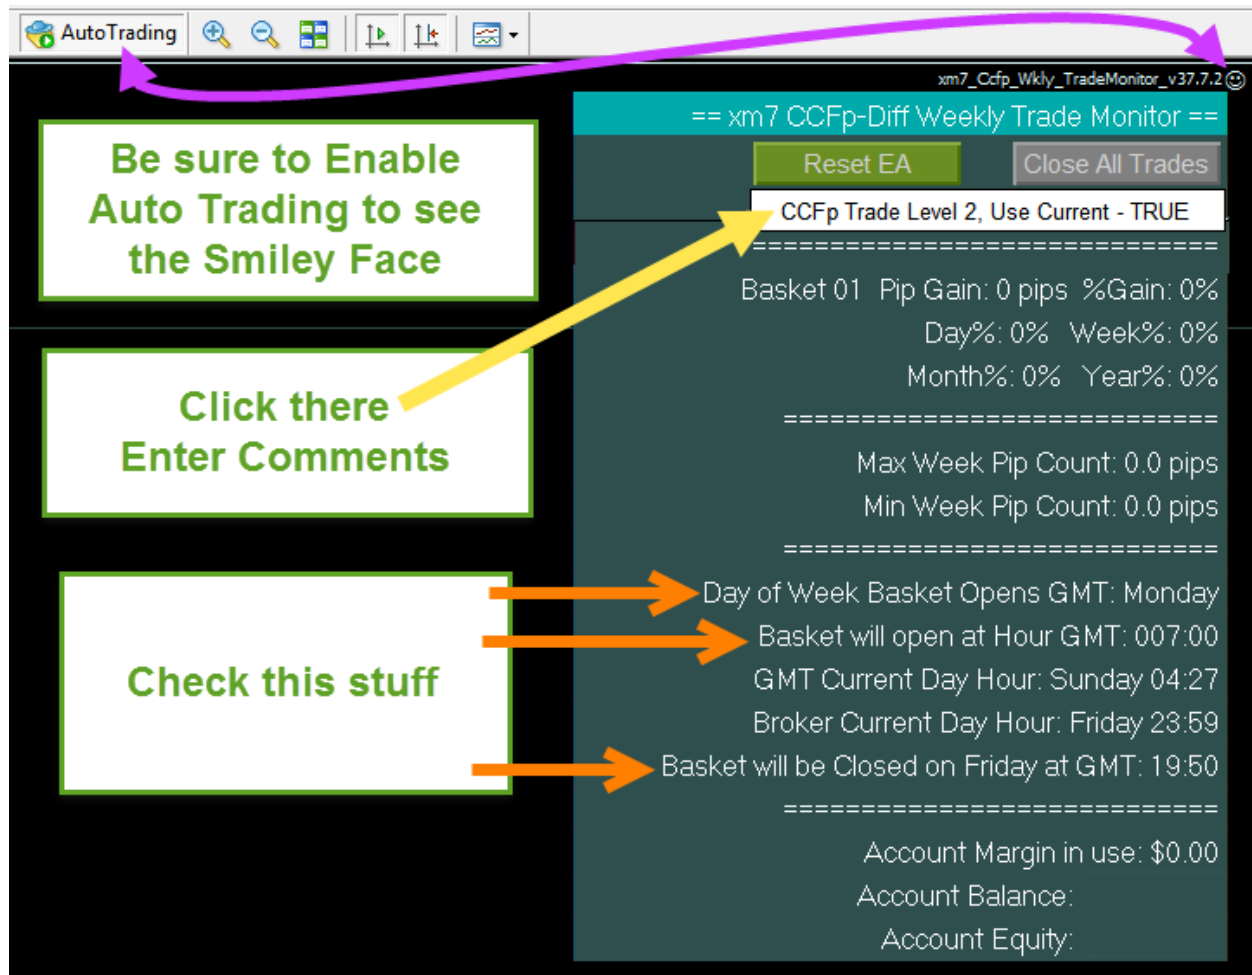 AutoTrading
xm7_Ccfp_Wkly_TradeMonitor_v37.7.2
== xm7 CCFp-Diff Weekly Trade Monitor ==
Reset EA
Close All Trades
CCFp Trade Level 2, Use Current - TRUE
============================
Basket 01 Pip Gain: 0 pips %Gain: 0%
Day%: 0% Week%: 0%
Month%: 0% Year%: 0%
============================
Max Week Pip Count: 0.0 pips
Min Week Pip Count: 0.0 pips
============================
Day of Week Basket Opens GMT: Monday
Basket will open at Hour GMT: 007:00
GMT Current Day Hour: Sunday 04:27
Broker Current Day Hour: Friday 23:59
Basket will be Closed on Friday at GMT: 19:50
============================
Account Margin in use: $0.00
Account Balance:
Account Equity:
Be sure to Enable
Auto Trading to see
the Smiley Face
Click there
Enter Comments
Check this stuff